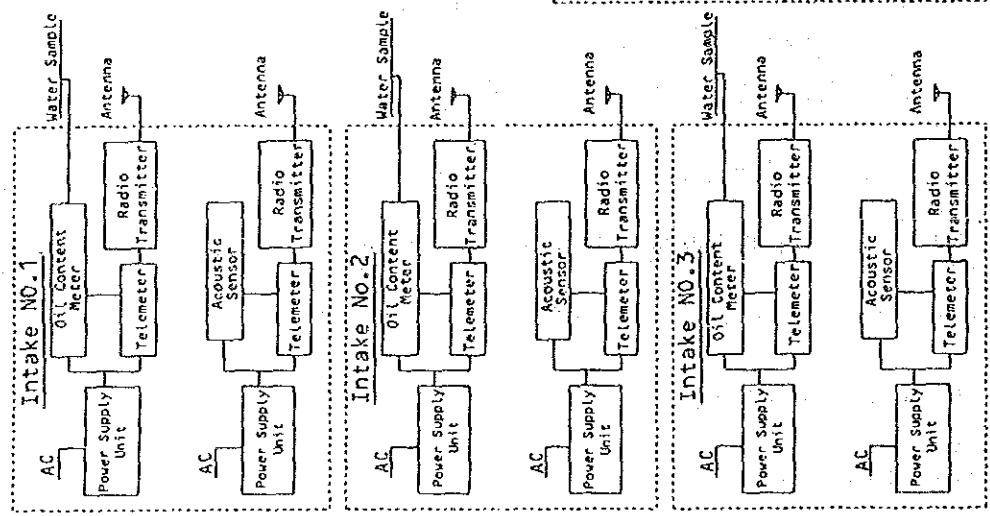 Intake NO.1
AC
Power Supply
Unit
Oil Content
Meter
Water Sample
Telemeter
Radio
Transmitter
Antenna
Power Supply
Unit
Acoustic
Sensor
Telemeter
Radio
Transmitter
Antenna
Intake NO.2
AC
Power Supply
Unit
Oil Content
Meter
Water Sample
Telemeter
Radio
Transmitter
Antenna
AC
Power Supply
Unit
Acoustic
Sensor
Telemeter
Radio
Transmitter
Antenna
Intake NO.3
AC
Power Supply
Unit
Oil Content
Meter
Water Sample
Telemeter
Radio
Transmitter
Antenna
AC
Power Supply
Unit
Acoustic
Sensor
Telemeter
Radio
Transmitter
Antenna